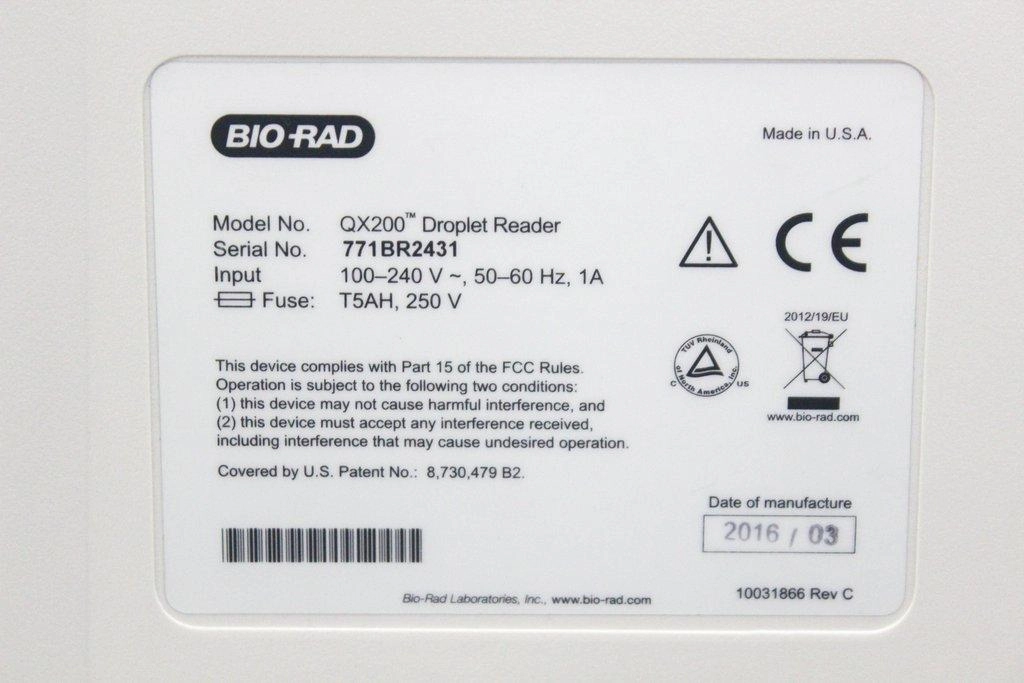 BIO-RAD
Made in U.S.A.
Model No. QX200™ Droplet Reader
Serial No. 771BR2431
Input 100–240 V ~, 50–60 Hz, 1A
Fuse: T5AH, 250 V
CE
2012/19/EU
TUV Rheinland
of North America, Inc.
C US
www.bio-rad.com
This device complies with Part 15 of the FCC Rules.
Operation is subject to the following two conditions:
(1) this device may not cause harmful interference, and
(2) this device must accept any interference received,
including interference that may cause undesired operation.
Covered by U.S. Patent No.: 8,730,479 B2.
Date of manufacture
2016 / 03
Bio-Rad Laboratories, Inc., www.bio-rad.com
10031866 Rev C